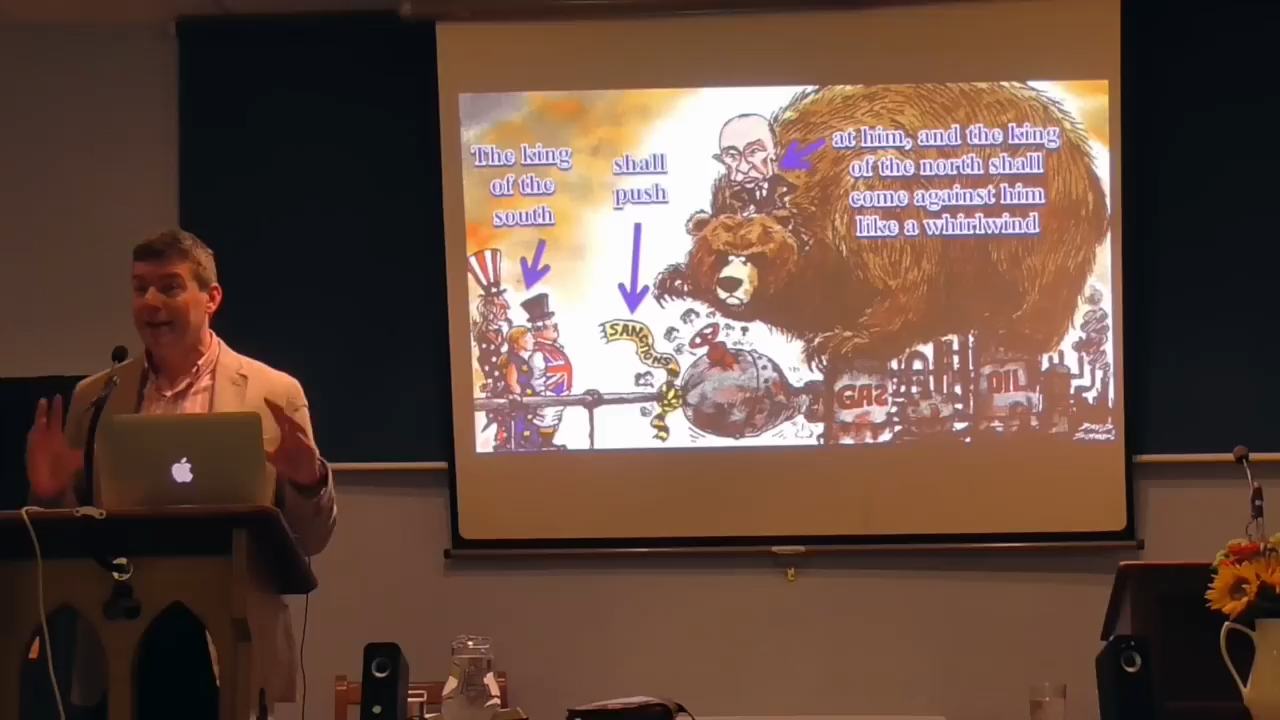 The king
of the
south
shall
push
at him, and the king
of the north shall
come against him
like a whirlwind
SANCTIONS
GAS
OIL